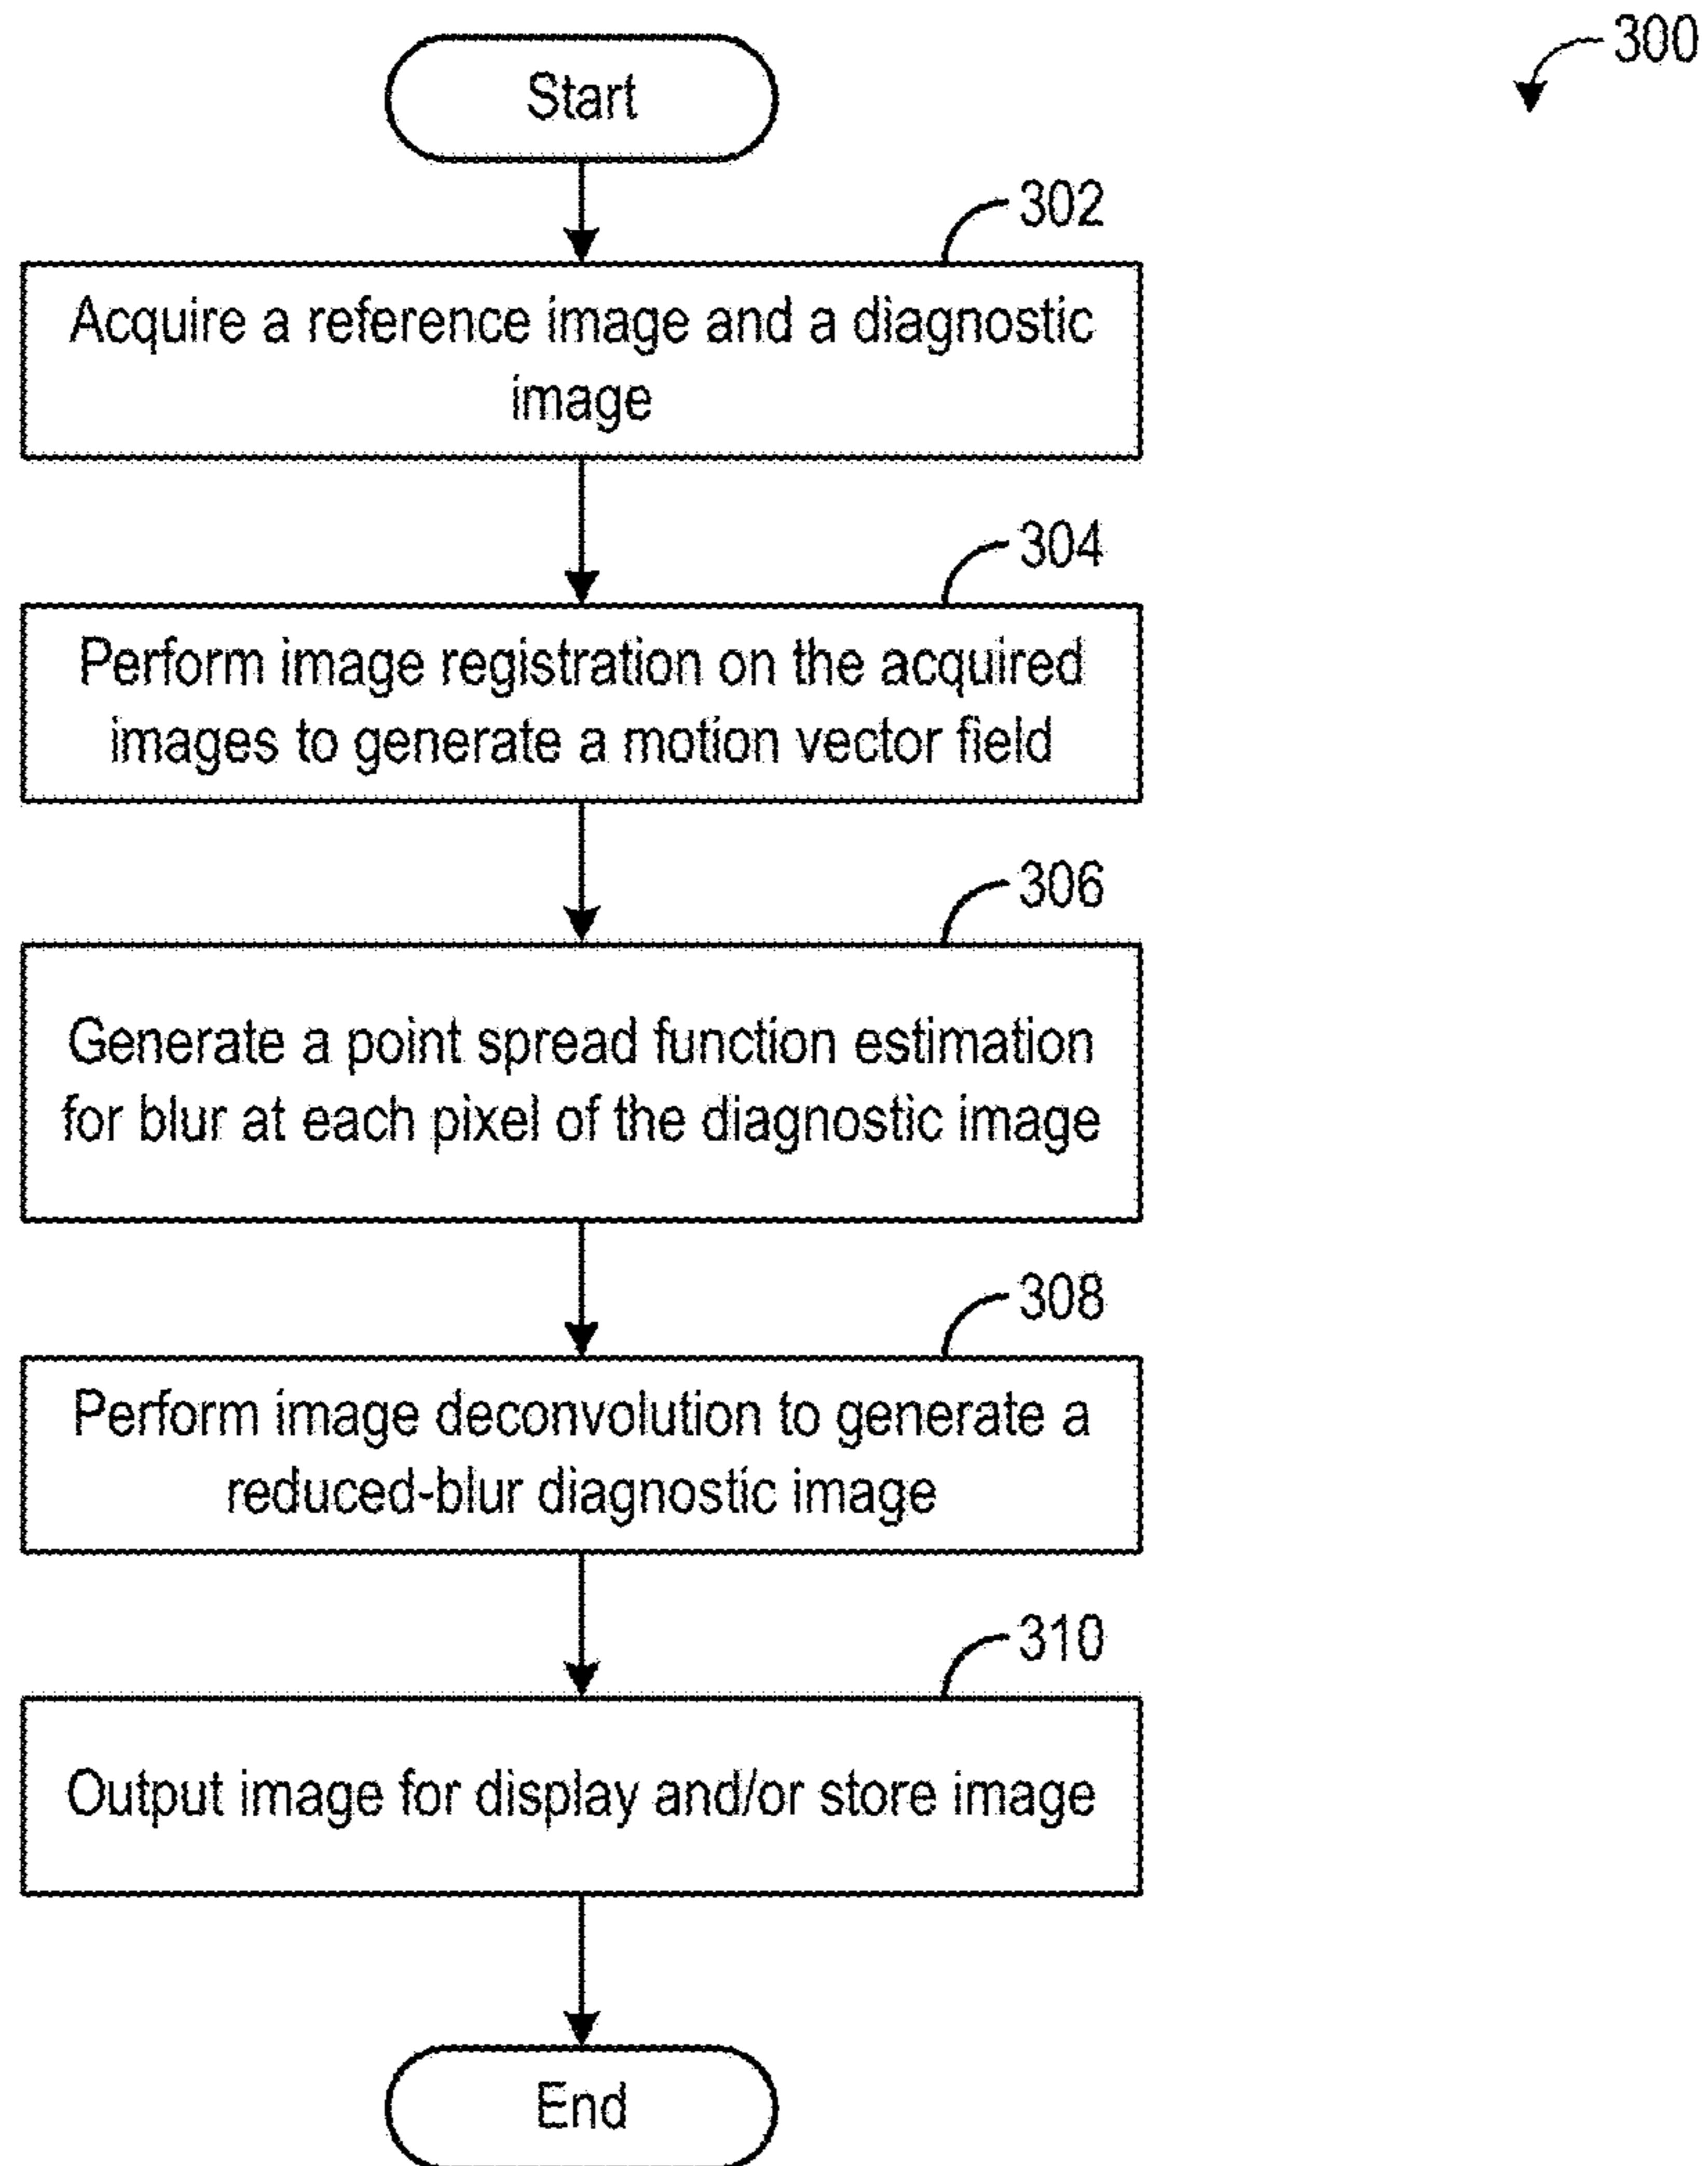 300
Start
302
Acquire a reference image and a diagnostic
image
304
Perform image registration on the acquired
images to generate a motion vector field
306
Generate a point spread function estimation
for blur at each pixel of the diagnostic image
308
Perform image deconvolution to generate a
reduced-blur diagnostic image
310
Output image for display and/or store image
End